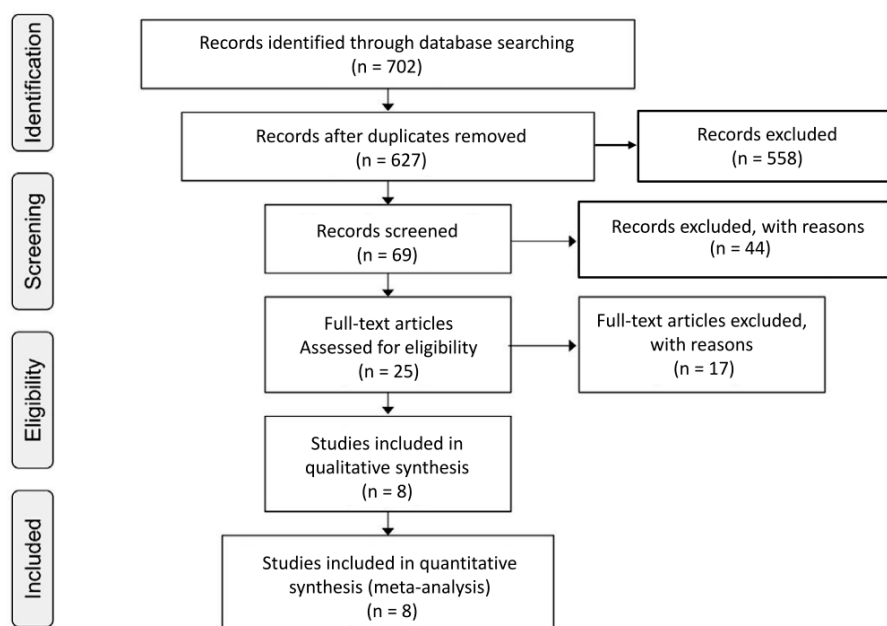 Identification
Records identified through database searching
(n = 702)
Records after duplicates removed
(n = 627)
Records excluded
(n = 558)
Screening
Records screened
(n = 69)
Records excluded, with reasons
(n = 44)
Eligibility
Full-text articles
Assessed for eligibility
(n = 25)
Full-text articles excluded,
with reasons
(n = 17)
Studies included in
qualitative synthesis
(n = 8)
Included
Studies included in quantitative
synthesis (meta-analysis)
(n = 8)